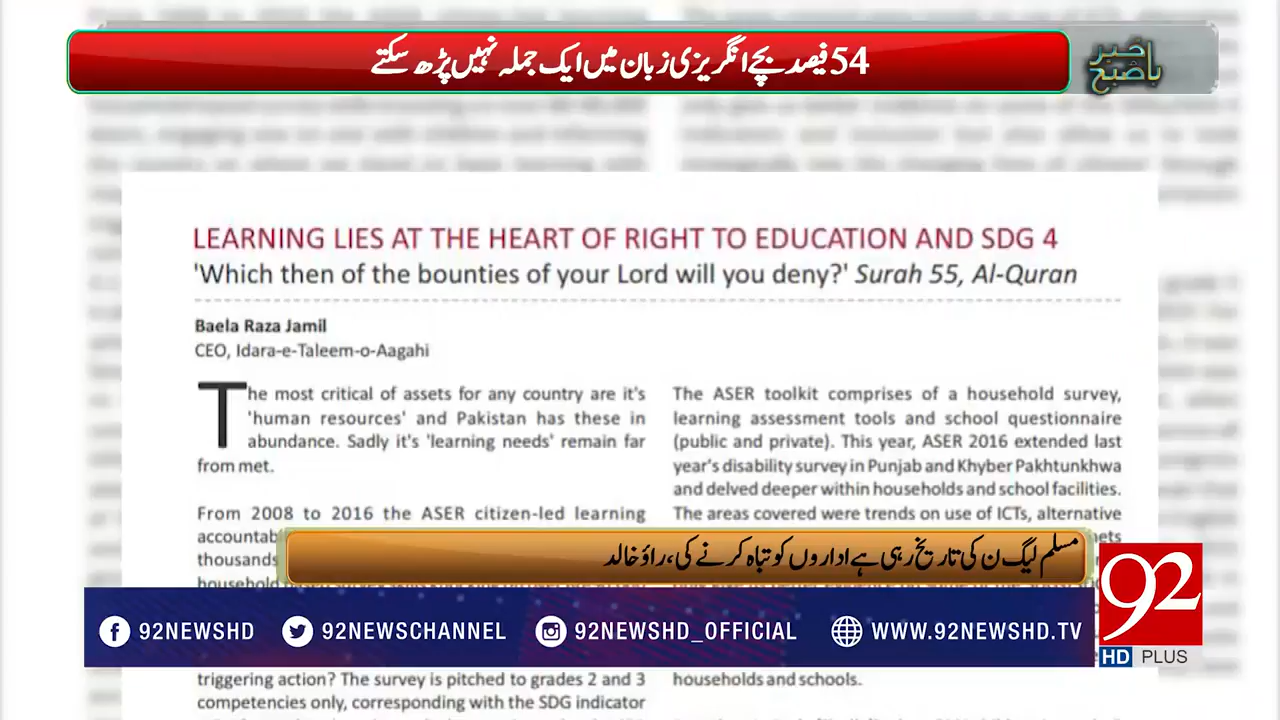 54 فیصد بچے انگریزی زبان میں ایک جملہ نہیں پڑھ سکتے
باخبر صبح
LEARNING LIES AT THE HEART OF RIGHT TO EDUCATION AND SDG 4
'Which then of the bounties of your Lord will you deny?' Surah 55, Al-Quran
Baela Raza Jamil
CEO, Idara-e-Taleem-o-Aagahi
The most critical of assets for any country are it's
'human resources' and Pakistan has these in
abundance. Sadly it's 'learning needs' remain far
from met.
From 2008 to 2016 the ASER citizen-led learning
thousands
household
triggering action? The survey is pitched to grades 2 and 3
competencies only, corresponding with the SDG indicator
The ASER toolkit comprises of a household survey,
learning assessment tools and school questionnaire
(public and private). This year, ASER 2016 extended last
year's disability survey in Punjab and Khyber Pakhtunkhwa
and delved deeper within households and school facilities.
The areas covered were trends on use of ICTs, alternative
households and schools.
مسلم لیگ ن کی تاریخ رہی ہے اداروں کو تباہ کرنے کی، راؤ خالد
92NEWSHD 92NEWSCHANNEL 92NEWSHD_OFFICIAL WWW.92NEWSHD.TV
92
HD PLUS